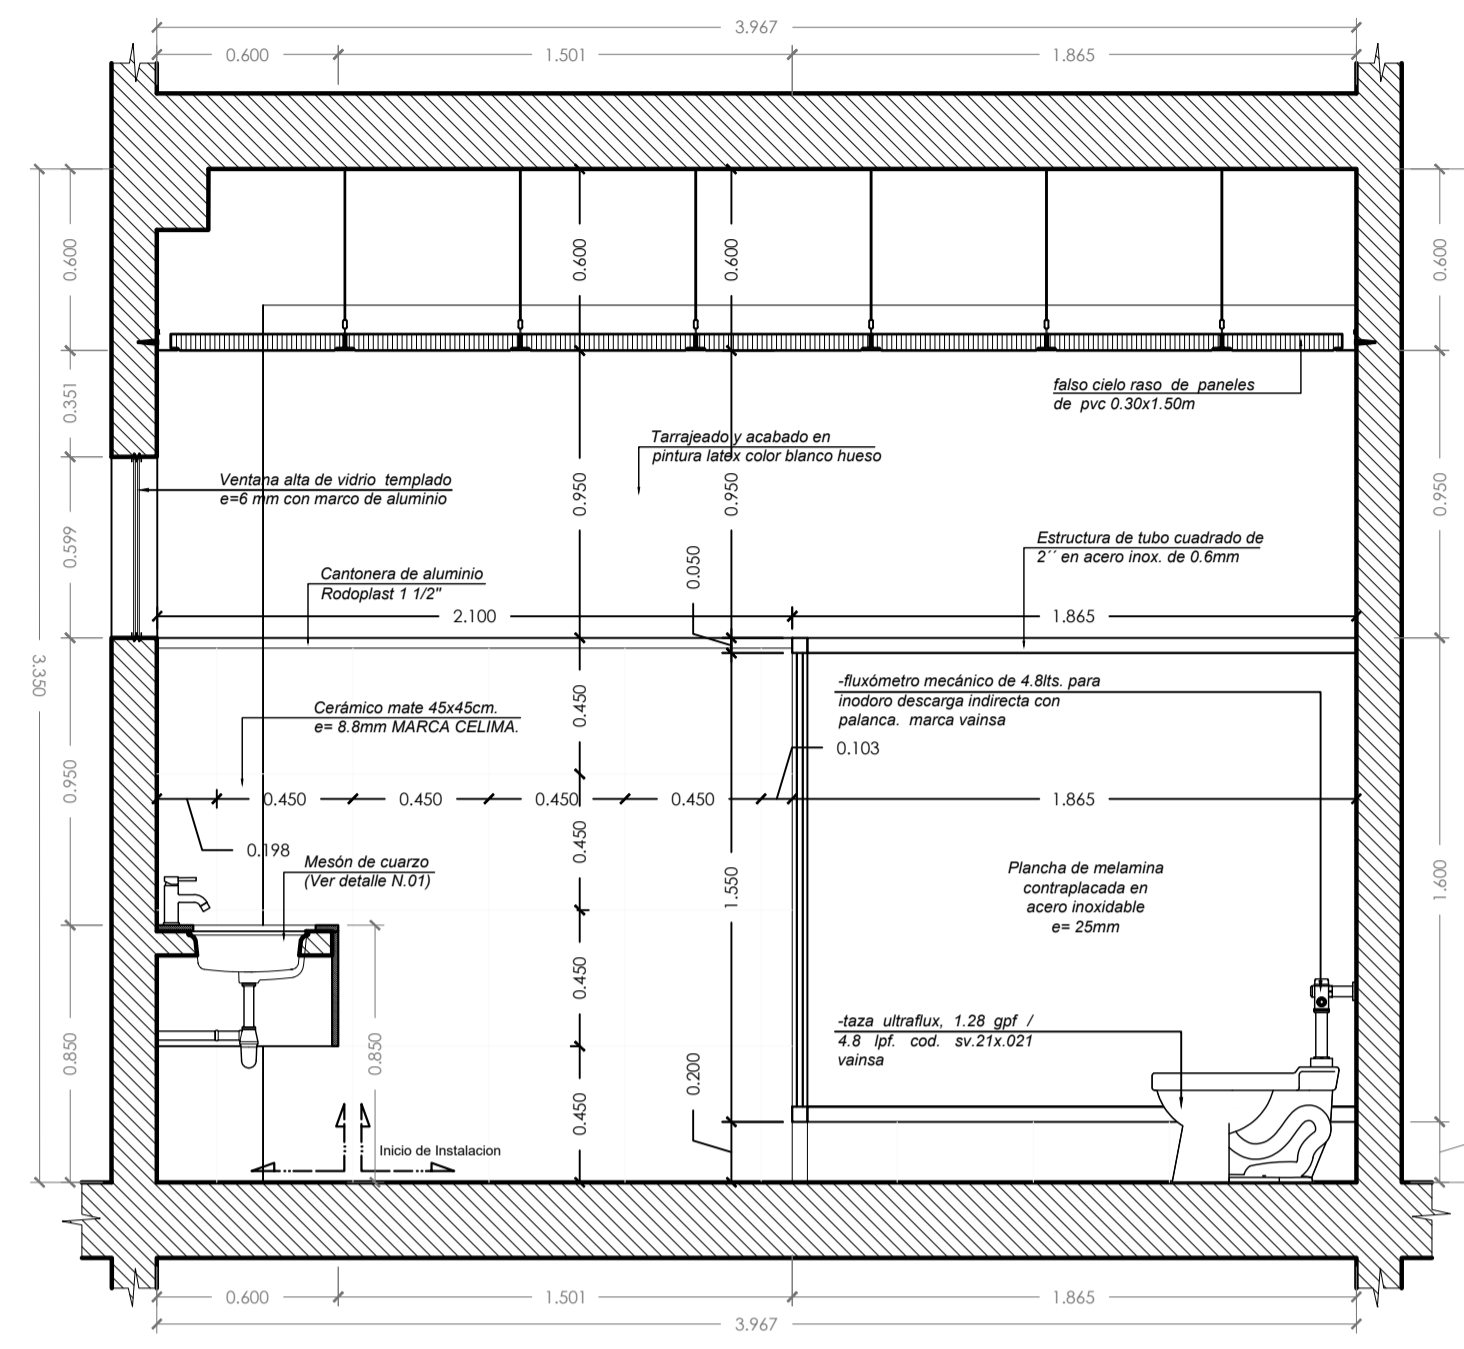 3.967
0.600
1.501
1.865
0.600
0.600
0.600
0.600
0.351
falso cielo raso de paneles
de pvc 0.30x1.50m
Tarrajeado y acabado en
pintura latex color blanco hueso
Ventana alta de vidrio templado
e=6 mm con marco de aluminio
0.950
0.950
0.950
0.599
Estructura de tubo cuadrado de
2´´ en acero inox. de 0.6mm
0.050
Cantonera de aluminio
Rodoplast 1 1/2"
2.100
1.865
3.350
-fluxómetro mecánico de 4.8lts. para
inodoro descarga indirecta con
palanca. marca vainsa
Cerámico mate 45x45cm.
e= 8.8mm MARCA CELIMA.
0.450
0.103
0.950
0.450
0.450
0.450
0.450
1.865
0.198
0.450
Mesón de cuarzo
(Ver detalle N.01)
1.550
1.600
Plancha de melamina
contraplacada en
acero inoxidable
e= 25mm
0.450
-taza ultraflux, 1.28 gpf /
4.8 lpf. cod. sv.21x.021
vainsa
0.850
0.850
0.200
0.450
Inicio de Instalacion
0.600
1.501
1.865
3.967